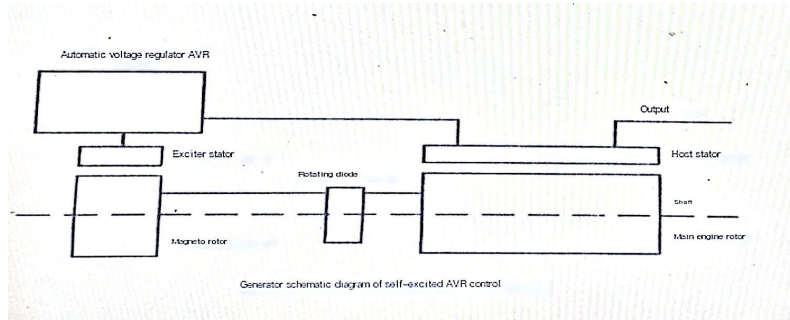 Automatic voltage regulator AVR
Output
Exciter stator
Host stator
Rotating diode
Shaft
Magneto rotor
Main engine rotor
Generator schematic diagram of self-excited AVR control